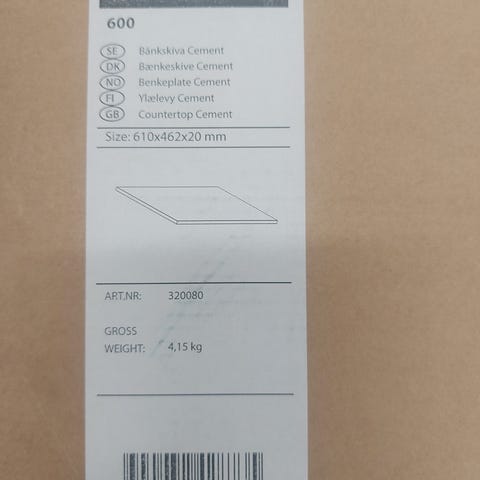 600
SE Bänkskiva Cement
DK Bænkeskive Cement
NO Benkeplate Cement
FI Ylælevy Cement
GB Countertop Cement
Size: 610x462x20 mm
ART.NR: 320080
GROSS
WEIGHT: 4,15 kg